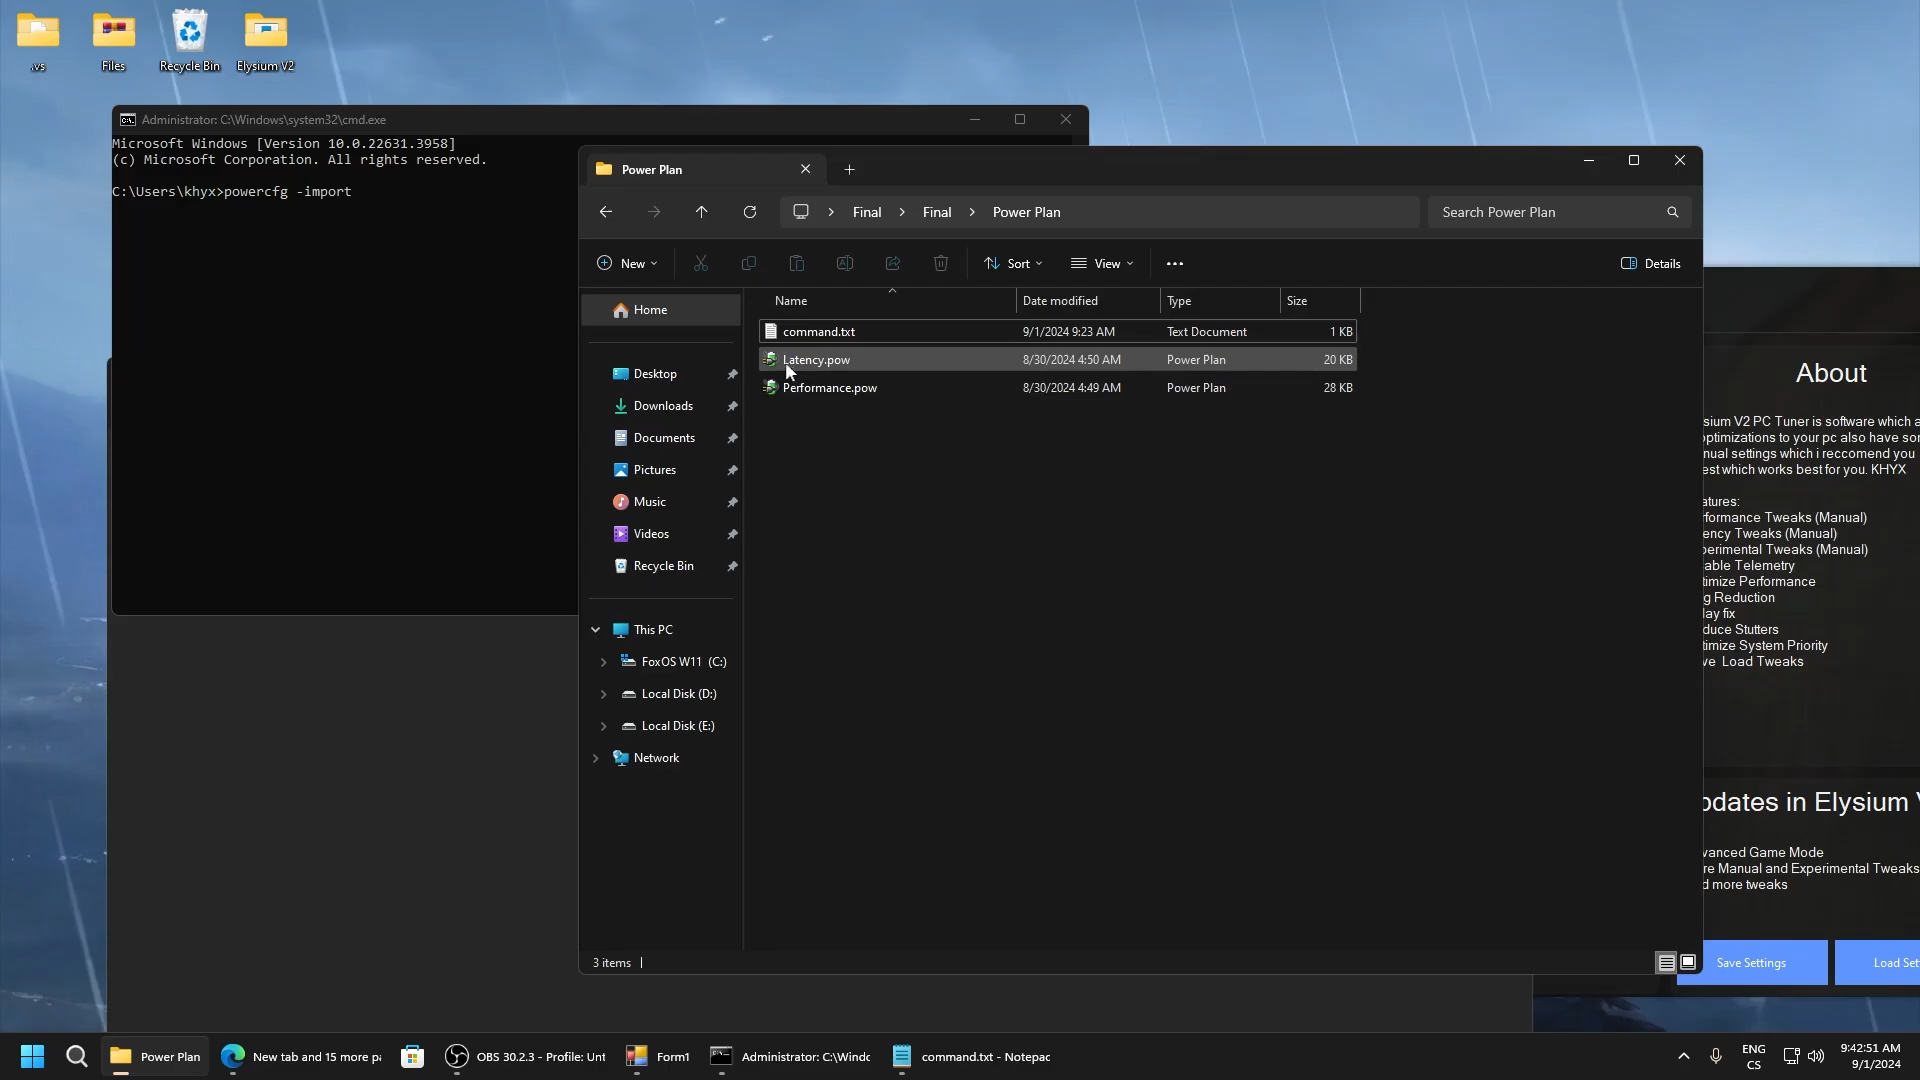 .vs
Files
Recycle Bin
Elysium V2
Administrator: C:\Windows\system32\cmd.exe
Microsoft Windows [Version 10.0.22631.3958]
(c) Microsoft Corporation. All rights reserved.
C:\Users\khyx>powercfg -import
Power Plan
Final
Final
Power Plan
Search Power Plan
New
Sort
View
Details
Name
Date modified
Type
Size
command.txt
9/1/2024 9:23 AM
Text Document
1 KB
Latency.pow
8/30/2024 4:50 AM
Power Plan
20 KB
Performance.pow
8/30/2024 4:49 AM
Power Plan
28 KB
Home
Desktop
Downloads
Documents
Pictures
Music
Videos
Recycle Bin
This PC
FoxOS W11 (C:)
Local Disk (D:)
Local Disk (E:)
Network
3 items
About
sium V2 PC Tuner is software which a
optimizations to your pc also have so
nual settings which i reccomend you
est which works best for you. KHYX
atures:
formance Tweaks (Manual)
ency Tweaks (Manual)
perimental Tweaks (Manual)
able Telemetry
timize Performance
g Reduction
lay fix
duce Stutters
timize System Priority
ve Load Tweaks
pdates in Elysium V
vanced Game Mode
re Manual and Experimental Tweaks
d more tweaks
Save Settings
Load Set
Power Plan
New tab and 15 more pa
OBS 30.2.3 - Profile: Unt
Form1
Administrator: C:\Windo
command.txt - Notepad
ENG
CS
9:42:51 AM
9/1/2024